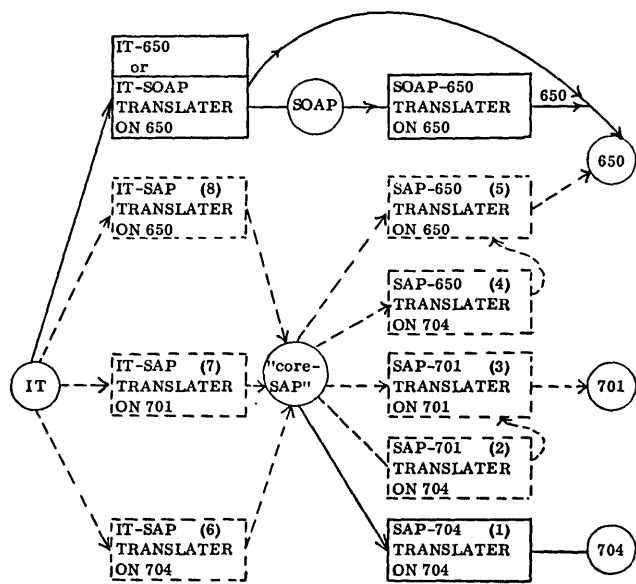 IT-650
or
IT-SOAP
TRANSLATER
ON 650
SOAP
SOAP-650
TRANSLATER
ON 650
650
650
IT-SAP (8)
TRANSLATER
ON 650
SAP-650 (5)
TRANSLATER
ON 650
SAP-650 (4)
TRANSLATER
ON 704
IT
IT-SAP (7)
TRANSLATER
ON 701
"core-
SAP"
SAP-701 (3)
TRANSLATER
ON 701
701
SAP-701 (2)
TRANSLATER
ON 704
IT-SAP (6)
TRANSLATER
ON 704
SAP-704 (1)
TRANSLATER
ON 704
704